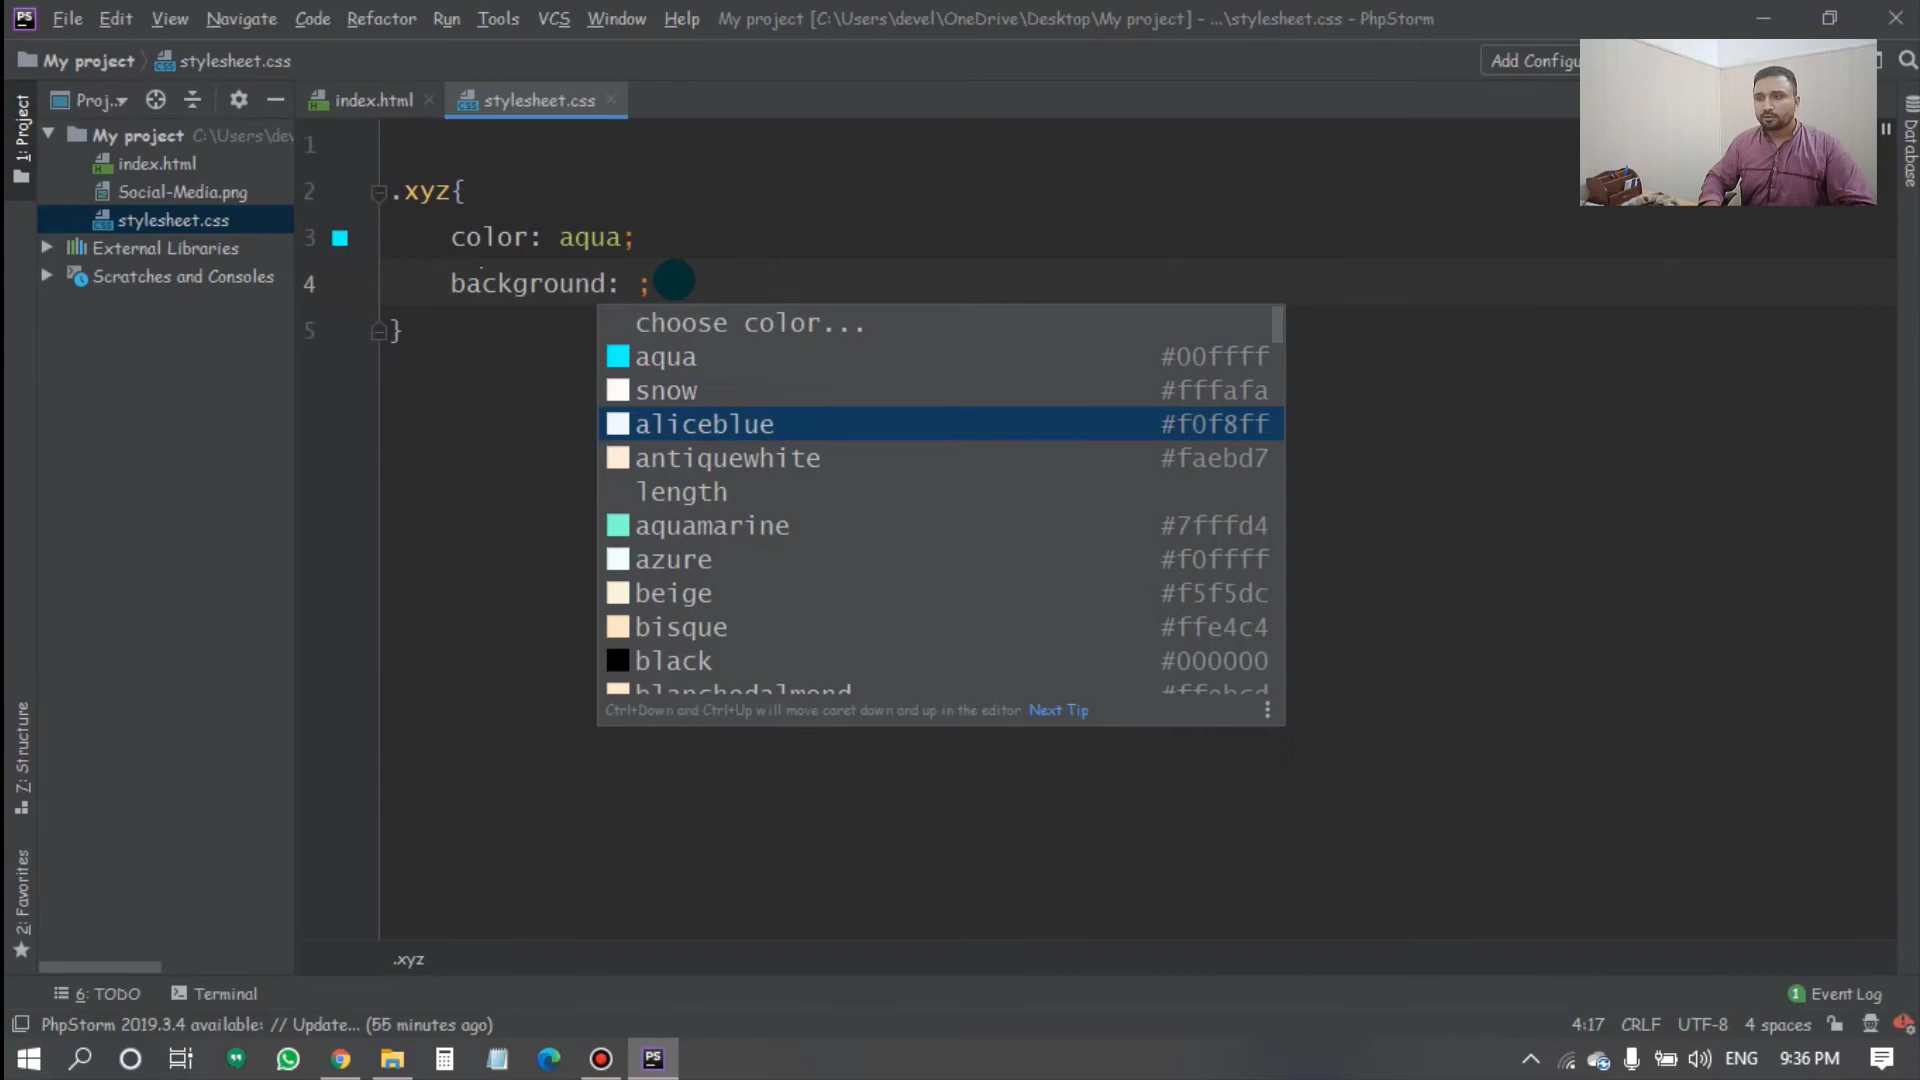 PS File Edit View Navigate Code Refactor Run Tools VCS Window Help My project [C:\Users\devel\OneDrive\Desktop\My project] - ...\stylesheet.css - PhpStorm
My project stylesheet.css Add Configu
Proj.. index.html stylesheet.css
1: Project
My project C:\Users\dev
index.html
Social-Media.png
stylesheet.css
External Libraries
Scratches and Consoles
Database
1
2 .xyz{
3 color: aqua;
4 background: ;
5 }
choose color...
aqua #00ffff
snow #fffafa
aliceblue #f0f8ff
antiquewhite #faebd7
length
aquamarine #7fffd4
azure #f0ffff
beige #f5f5dc
bisque #ffe4c4
black #000000
blanchedalmond #ffebcd
Ctrl+Down and Ctrl+Up will move caret down and up in the editor Next Tip
Z: Structure
2: Favorites
.xyz
6: TODO Terminal 1 Event Log
PhpStorm 2019.3.4 available: // Update... (55 minutes ago) 4:17 CRLF UTF-8 4 spaces
PS ENG 9:36 PM